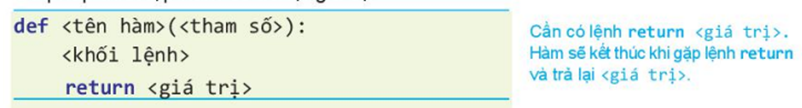 def <tên hàm>(<tham số>):
<khối lệnh>
return <giá trị>
Cần có lệnh return <giá trị>.
Hàm sẽ kết thúc khi gặp lệnh return
và trả lại <giá trị>.